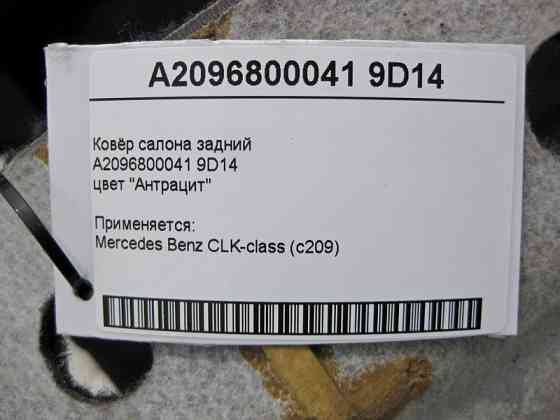 A2096800041 9D14
Ковёр салона задний
A2096800041 9D14
цвет "Антрацит"
Применяется:
Mercedes Benz CLK-class (c209)